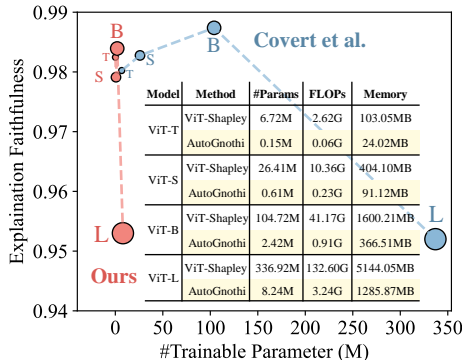 0.99
0.98
0.97
0.96
0.95
0.94
Explaination Faithfulness
B
T
S
T
S
B
Covert et al.
L
L
Ours
Model Method #Params FLOPs Memory
ViT-T ViT-Shapley 6.72M 2.62G 103.05MB
AutoGnothi 0.15M 0.06G 24.02MB
ViT-S ViT-Shapley 26.41M 10.36G 404.10MB
AutoGnothi 0.61M 0.23G 91.12MB
ViT-B ViT-Shapley 104.72M 41.17G 1600.21MB
AutoGnothi 2.42M 0.91G 366.51MB
ViT-L ViT-Shapley 336.92M 132.60G 5144.05MB
AutoGnothi 8.24M 3.24G 1285.87MB
0 50 100 150 200 250 300 350
#Trainable Parameter (M)